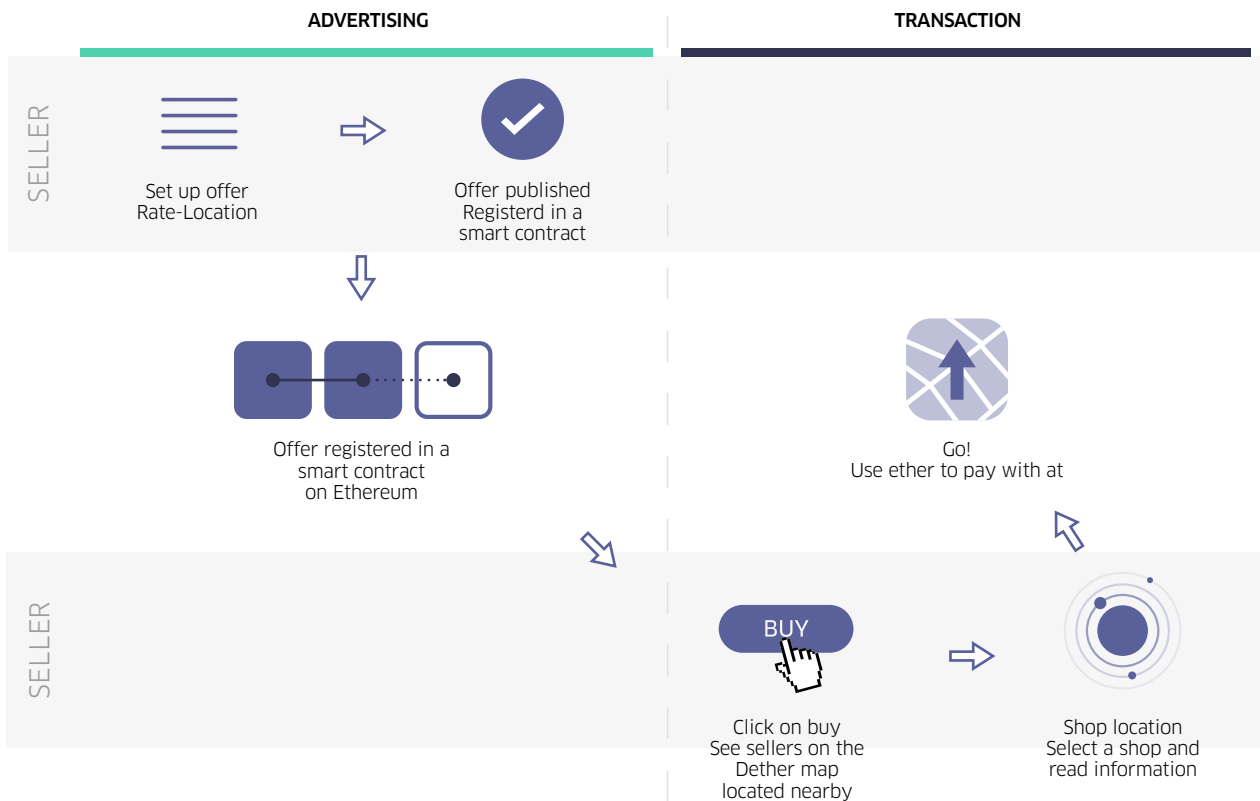 ADVERTISING
TRANSACTION
SELLER
Set up offer
Rate-Location
Offer published
Registerd in a
smart contract
Offer registered in a
smart contract
on Ethereum
Go!
Use ether to pay with at
SELLER
BUY
Click on buy
See sellers on the
Dether map
located nearby
Shop location
Select a shop and
read information